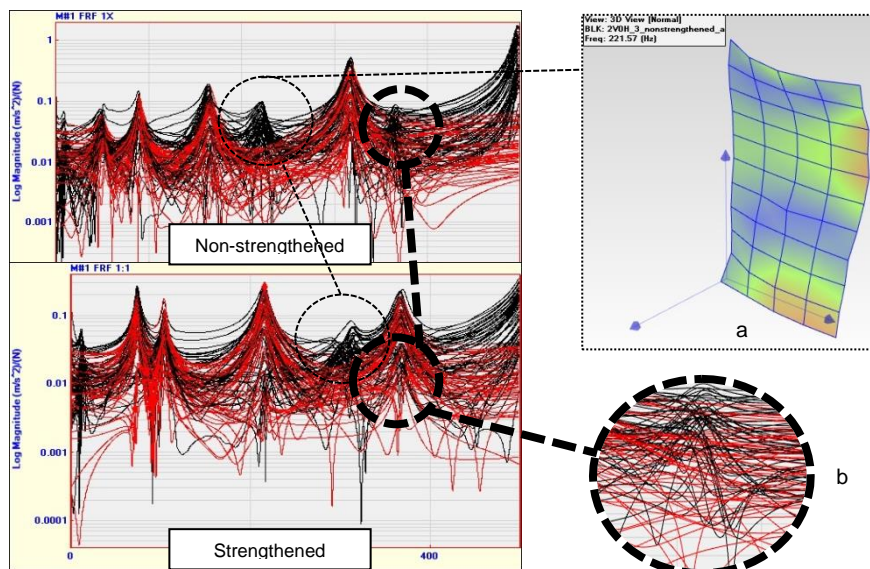 M#1 FRF 1X
Log Magnitude (m/s^2)/(N)
1
0.1
0.01
0.001
Non-strengthened
M#1 FRF 1:1
Log Magnitude (m/s^2)/(N)
0.1
0.01
0.001
0.0001
0
400
Strengthened
View: 3D View [Normal]
BLK: 2V0H_3_nonstrengthened_a
Freq: 221.57 (Hz)
a
b